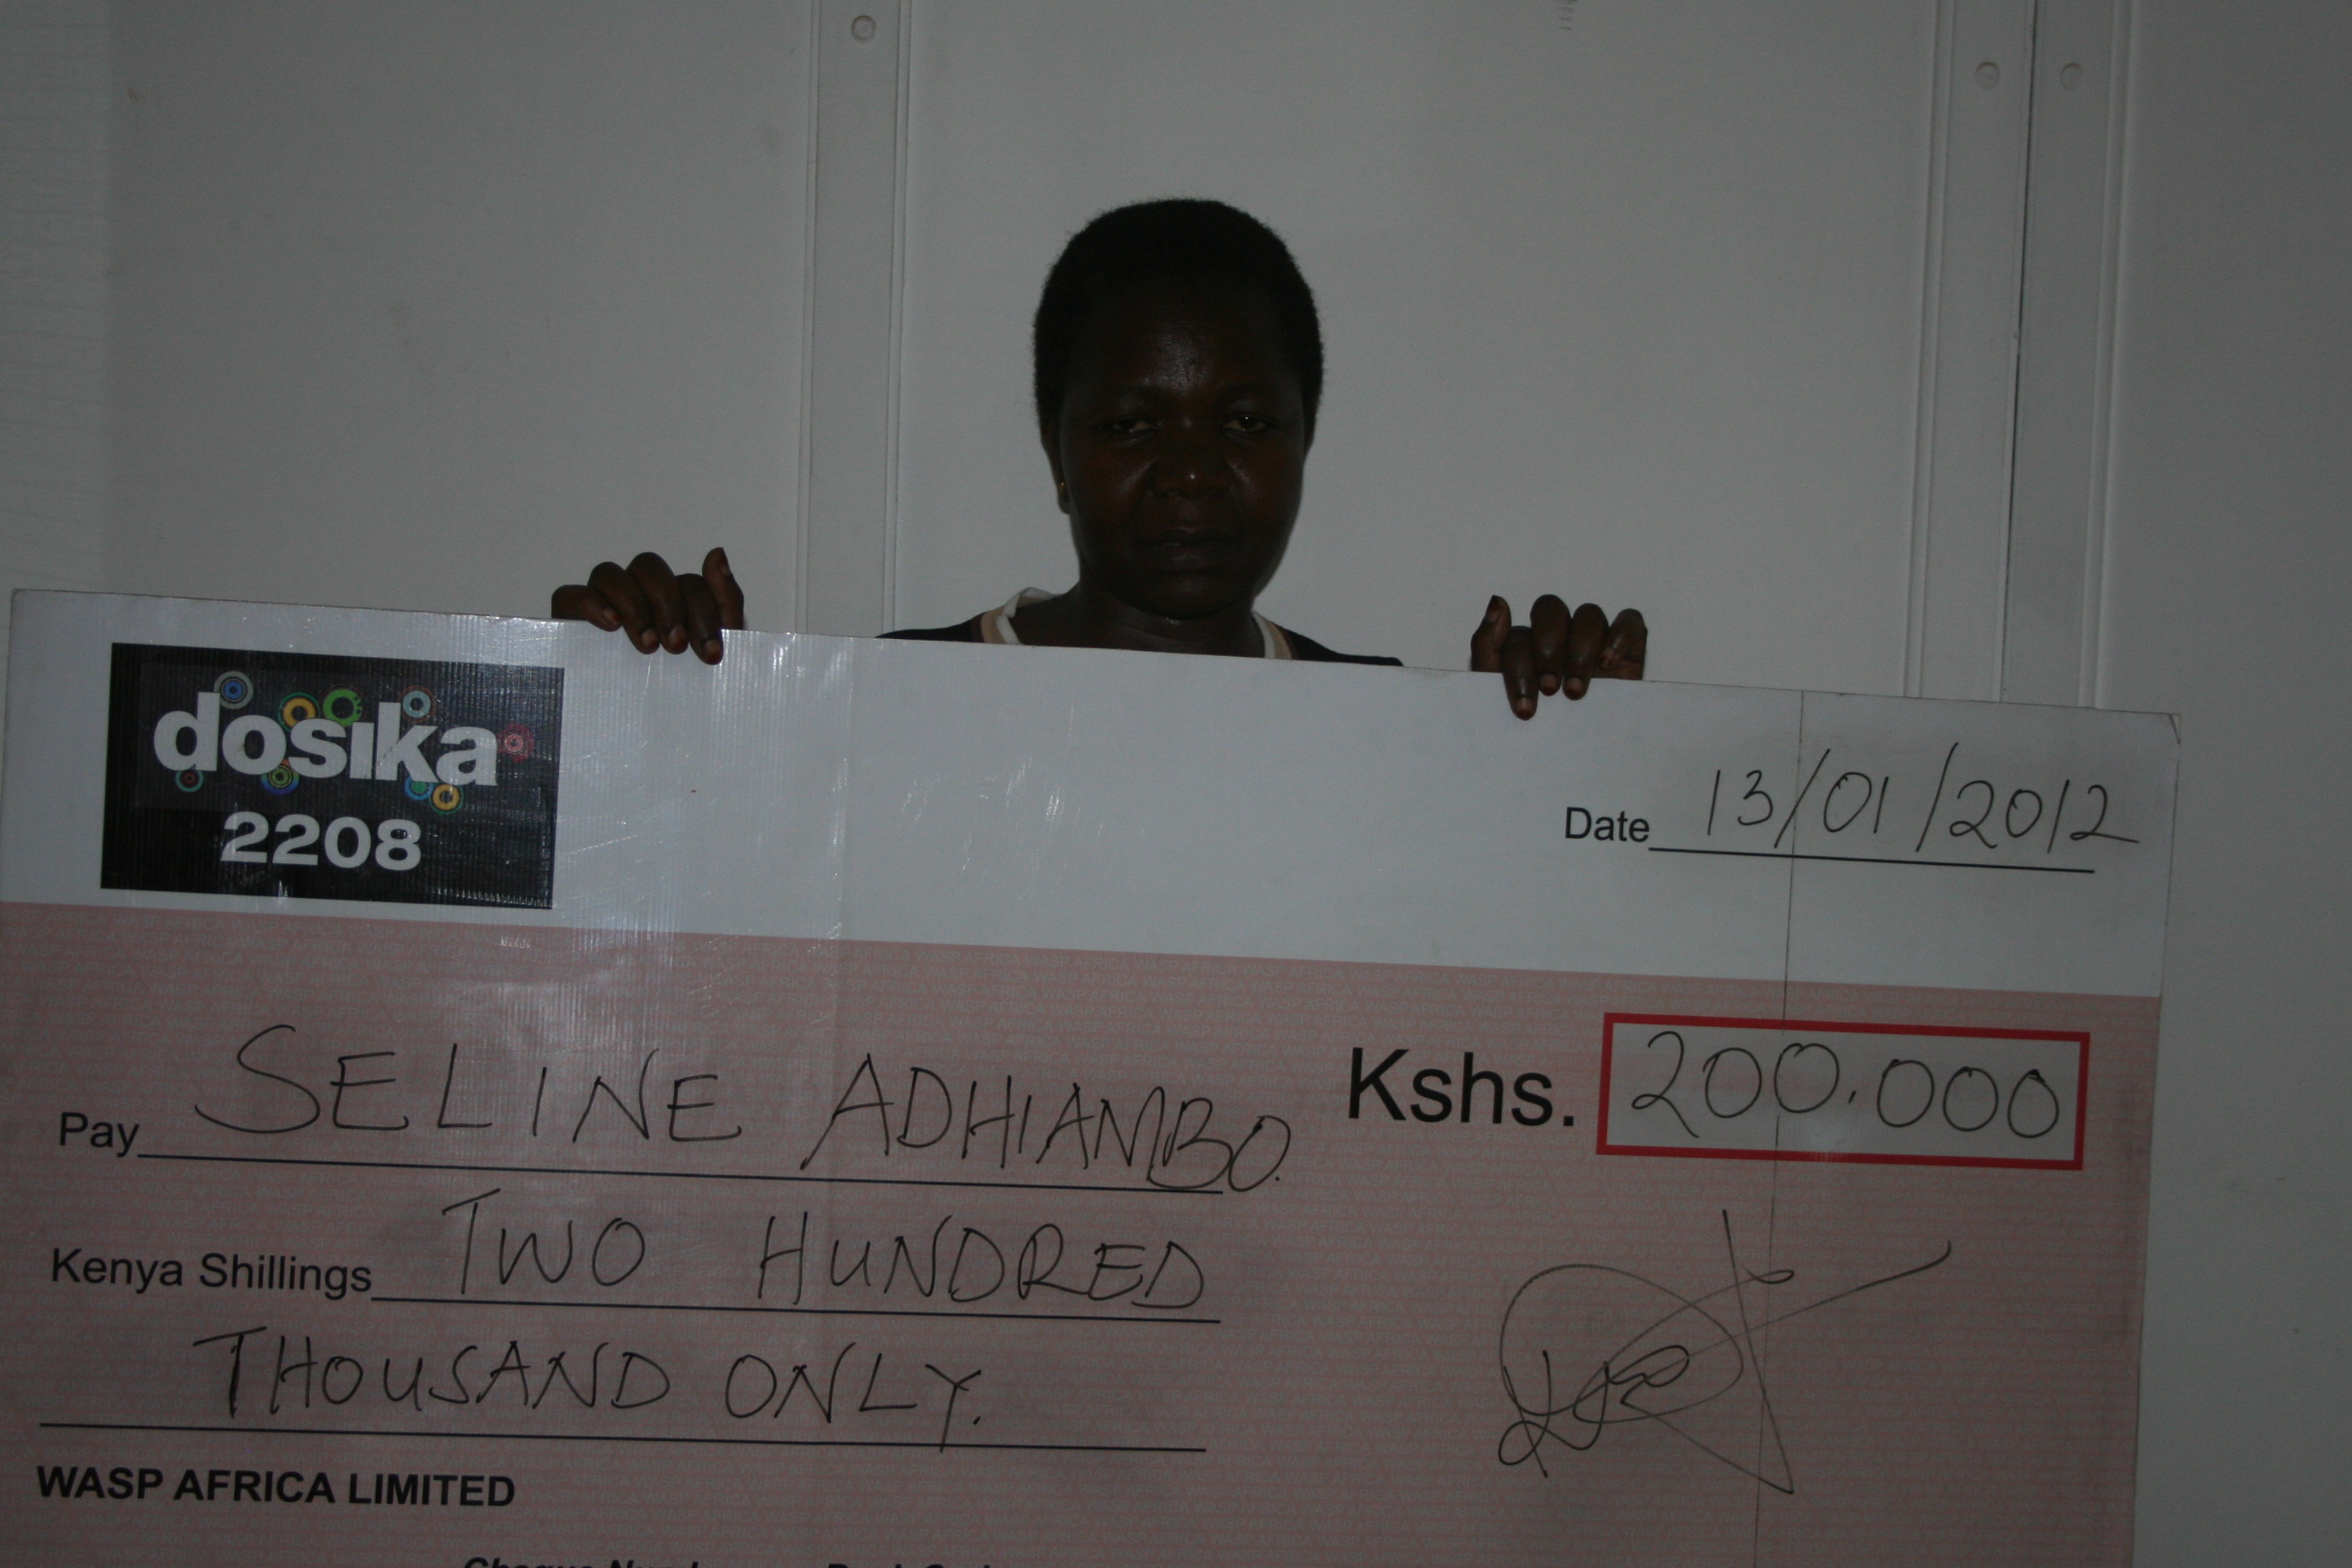 dosika
2208
Date 13/01/2012
Pay SELINE ADHIAMBO.
Kshs. 200.000
Kenya Shillings TWO HUNDRED
THOUSAND ONLY.
WASP AFRICA LIMITED